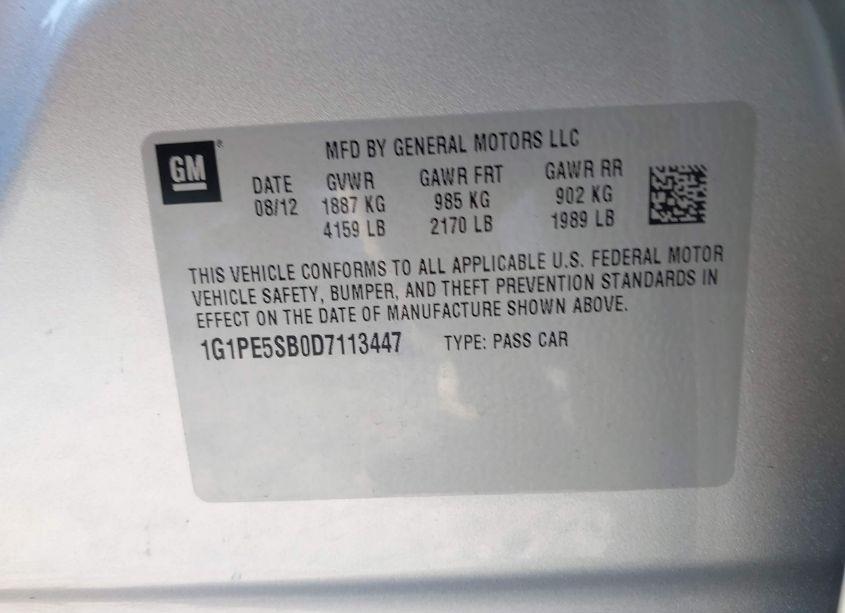 GM ®
MFD BY GENERAL MOTORS LLC
DATE GVWR GAWR FRT GAWR RR
08/12 1887 KG 985 KG 902 KG
4159 LB 2170 LB 1989 LB
THIS VEHICLE CONFORMS TO ALL APPLICABLE U.S. FEDERAL MOTOR
VEHICLE SAFETY, BUMPER, AND THEFT PREVENTION STANDARDS IN
EFFECT ON THE DATE OF MANUFACTURE SHOWN ABOVE.
1G1PE5SB0D7113447 TYPE: PASS CAR